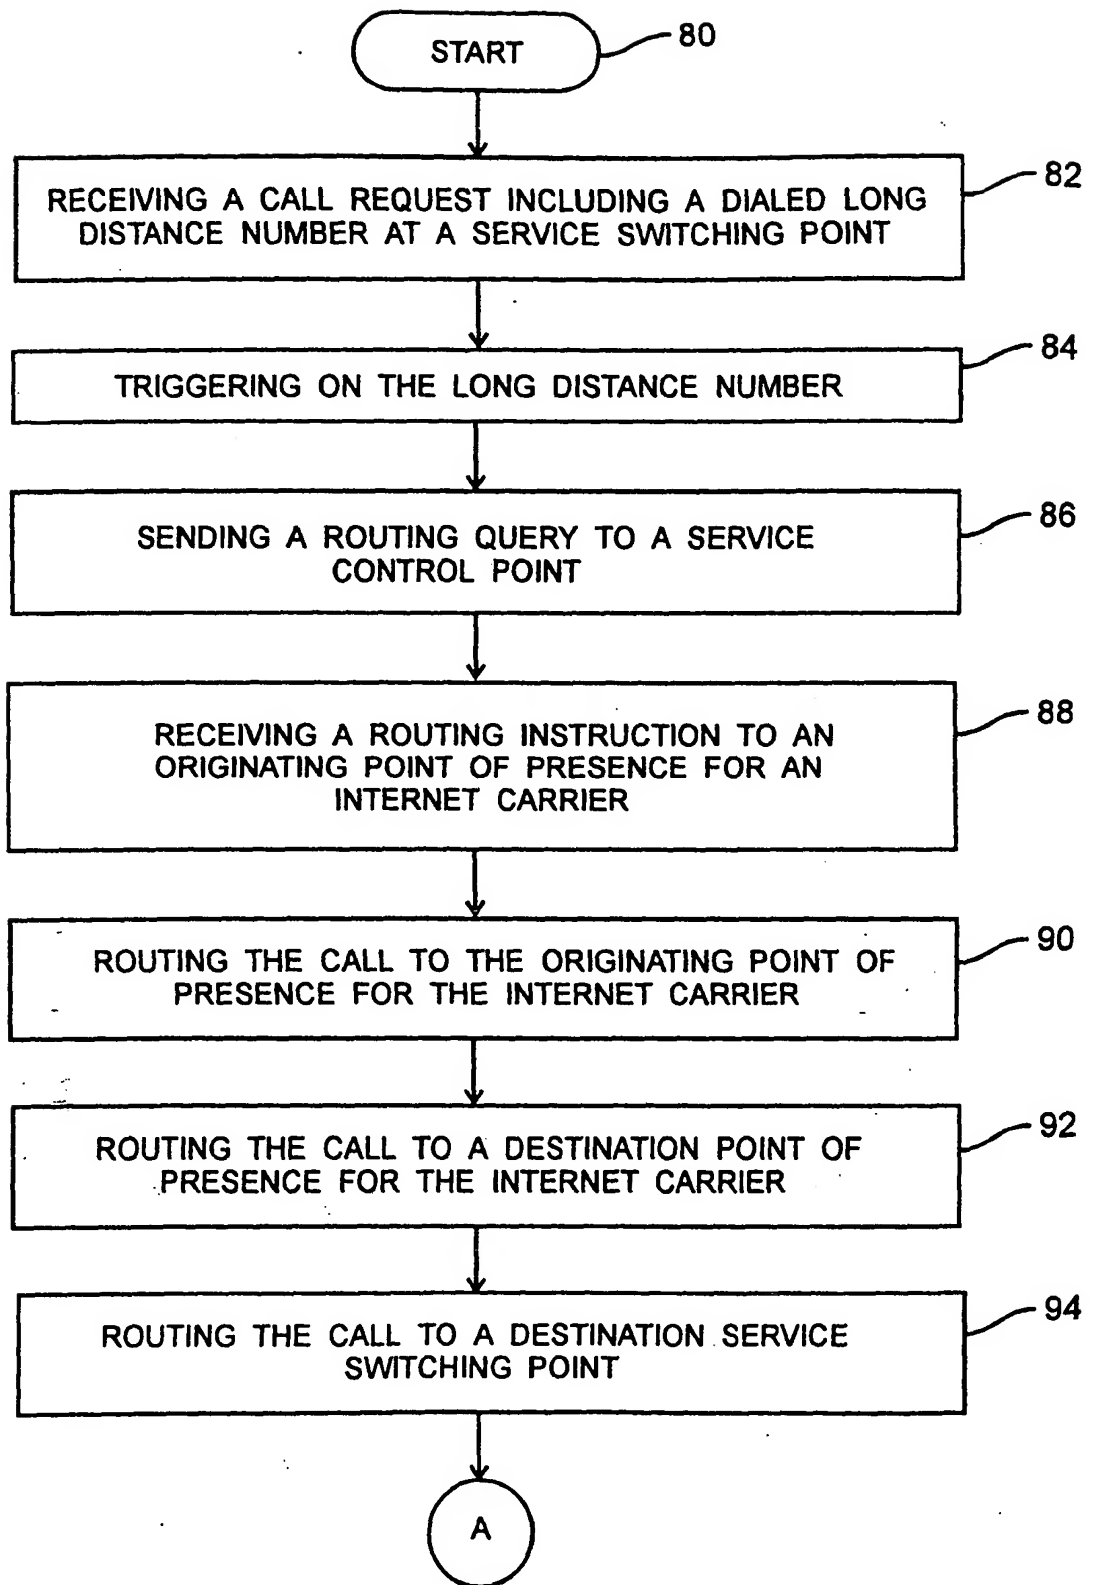 START
80
RECEIVING A CALL REQUEST INCLUDING A DIALED LONG
DISTANCE NUMBER AT A SERVICE SWITCHING POINT
82
TRIGGERING ON THE LONG DISTANCE NUMBER
84
SENDING A ROUTING QUERY TO A SERVICE
CONTROL POINT
86
RECEIVING A ROUTING INSTRUCTION TO AN
ORIGINATING POINT OF PRESENCE FOR AN
INTERNET CARRIER
88
ROUTING THE CALL TO THE ORIGINATING POINT OF
PRESENCE FOR THE INTERNET CARRIER
90
ROUTING THE CALL TO A DESTINATION POINT OF
PRESENCE FOR THE INTERNET CARRIER
92
ROUTING THE CALL TO A DESTINATION SERVICE
SWITCHING POINT
94
A